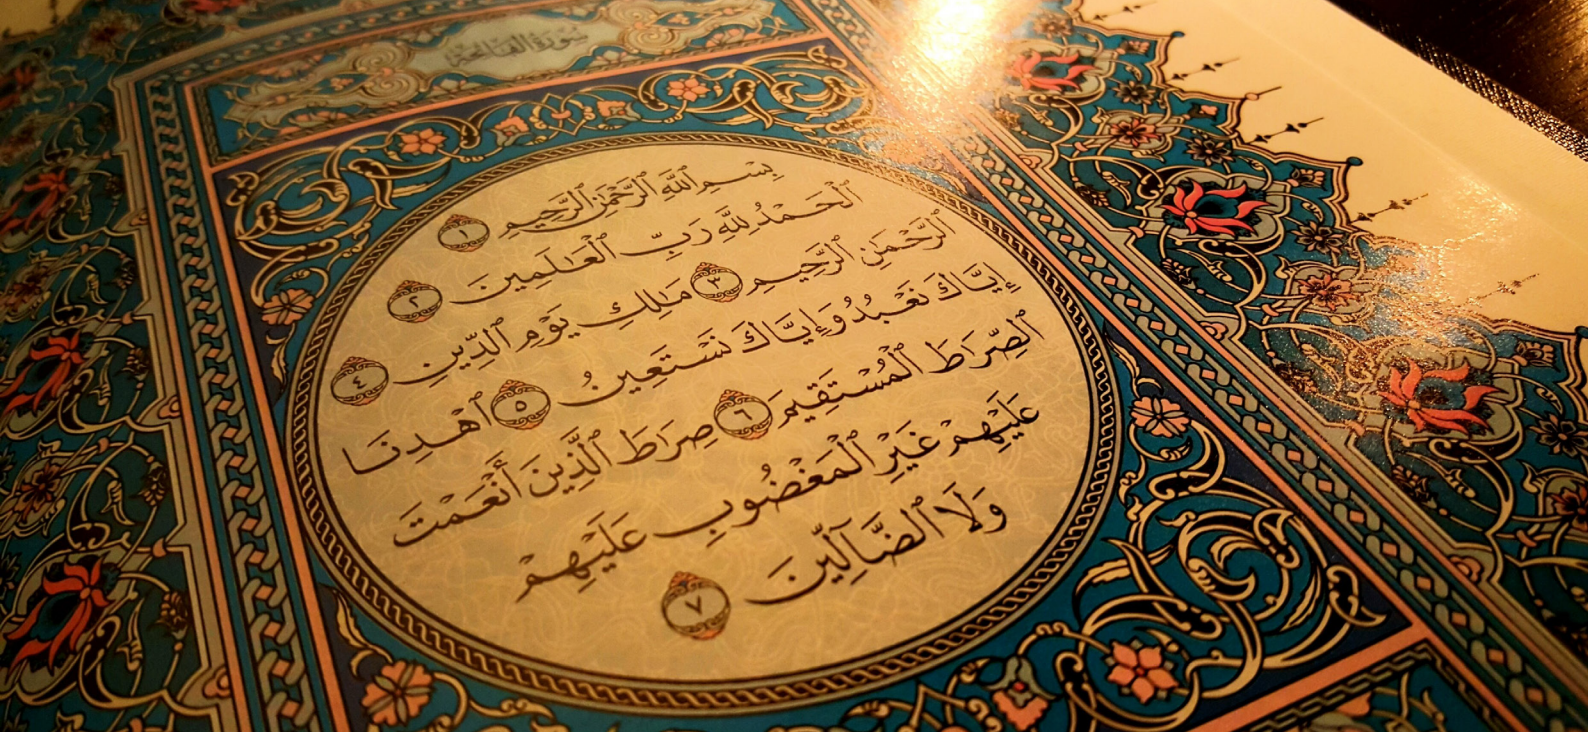 سُورَةُ الفَاتِحَةِ
بِسْمِ ٱللَّهِ ٱلرَّحْمَٰنِ ٱلرَّحِيمِ ١
ٱلْحَمْدُ لِلَّهِ رَبِّ ٱلْعَٰلَمِينَ ٢
ٱلرَّحْمَٰنِ ٱلرَّحِيمِ ٣ مَٰلِكِ يَوْمِ ٱلدِّينِ ٤
إِيَّاكَ نَعْبُدُ وَإِيَّاكَ نَسْتَعِينُ ٥ ٱهْدِنَا
ٱلصِّرَٰطَ ٱلْمُسْتَقِيمَ ٦ صِرَٰطَ ٱلَّذِينَ أَنْعَمْتَ
عَلَيْهِمْ غَيْرِ ٱلْمَغْضُوبِ عَلَيْهِمْ
وَلَا ٱلضَّآلِّينَ ٧